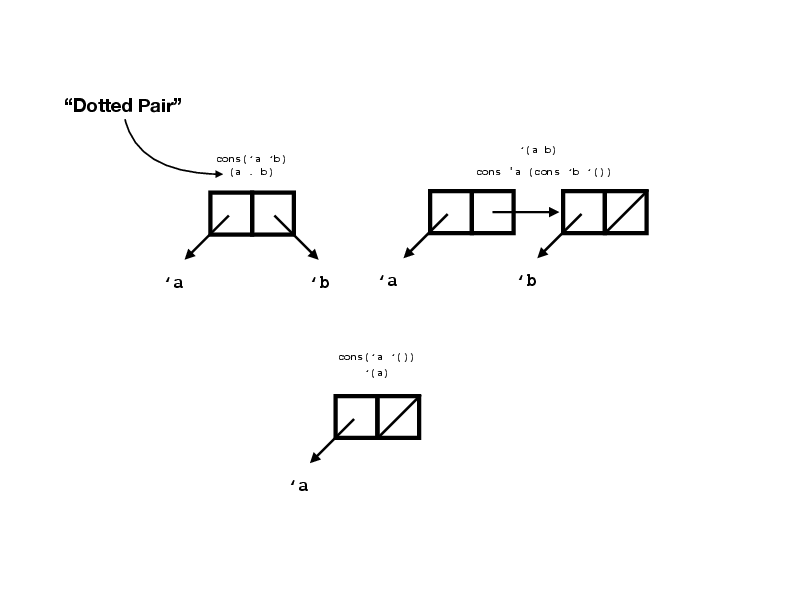 “Dotted Pair”
cons(‘a ‘b)
(a . b)
‘a
‘b
‘(a b)
cons 'a (cons ‘b ‘())
‘a
‘b
cons(‘a ‘())
‘(a)
‘a